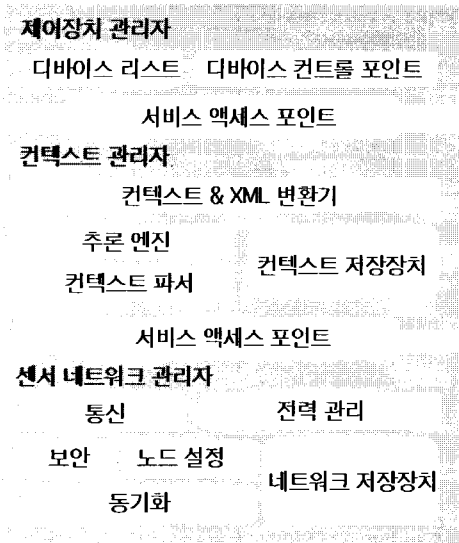 제어장치 관리자
디바이스 리스트 디바이스 컨트롤 포인트
서비스 액세스 포인트
컨텍스트 관리자
컨텍스트 & XML 변환기
추론 엔진
컨텍스트 저장장치
컨텍스트 파서
서비스 액세스 포인트
센서 네트워크 관리자
통신 전력 관리
보안 노드 설정
네트워크 저장장치
동기화